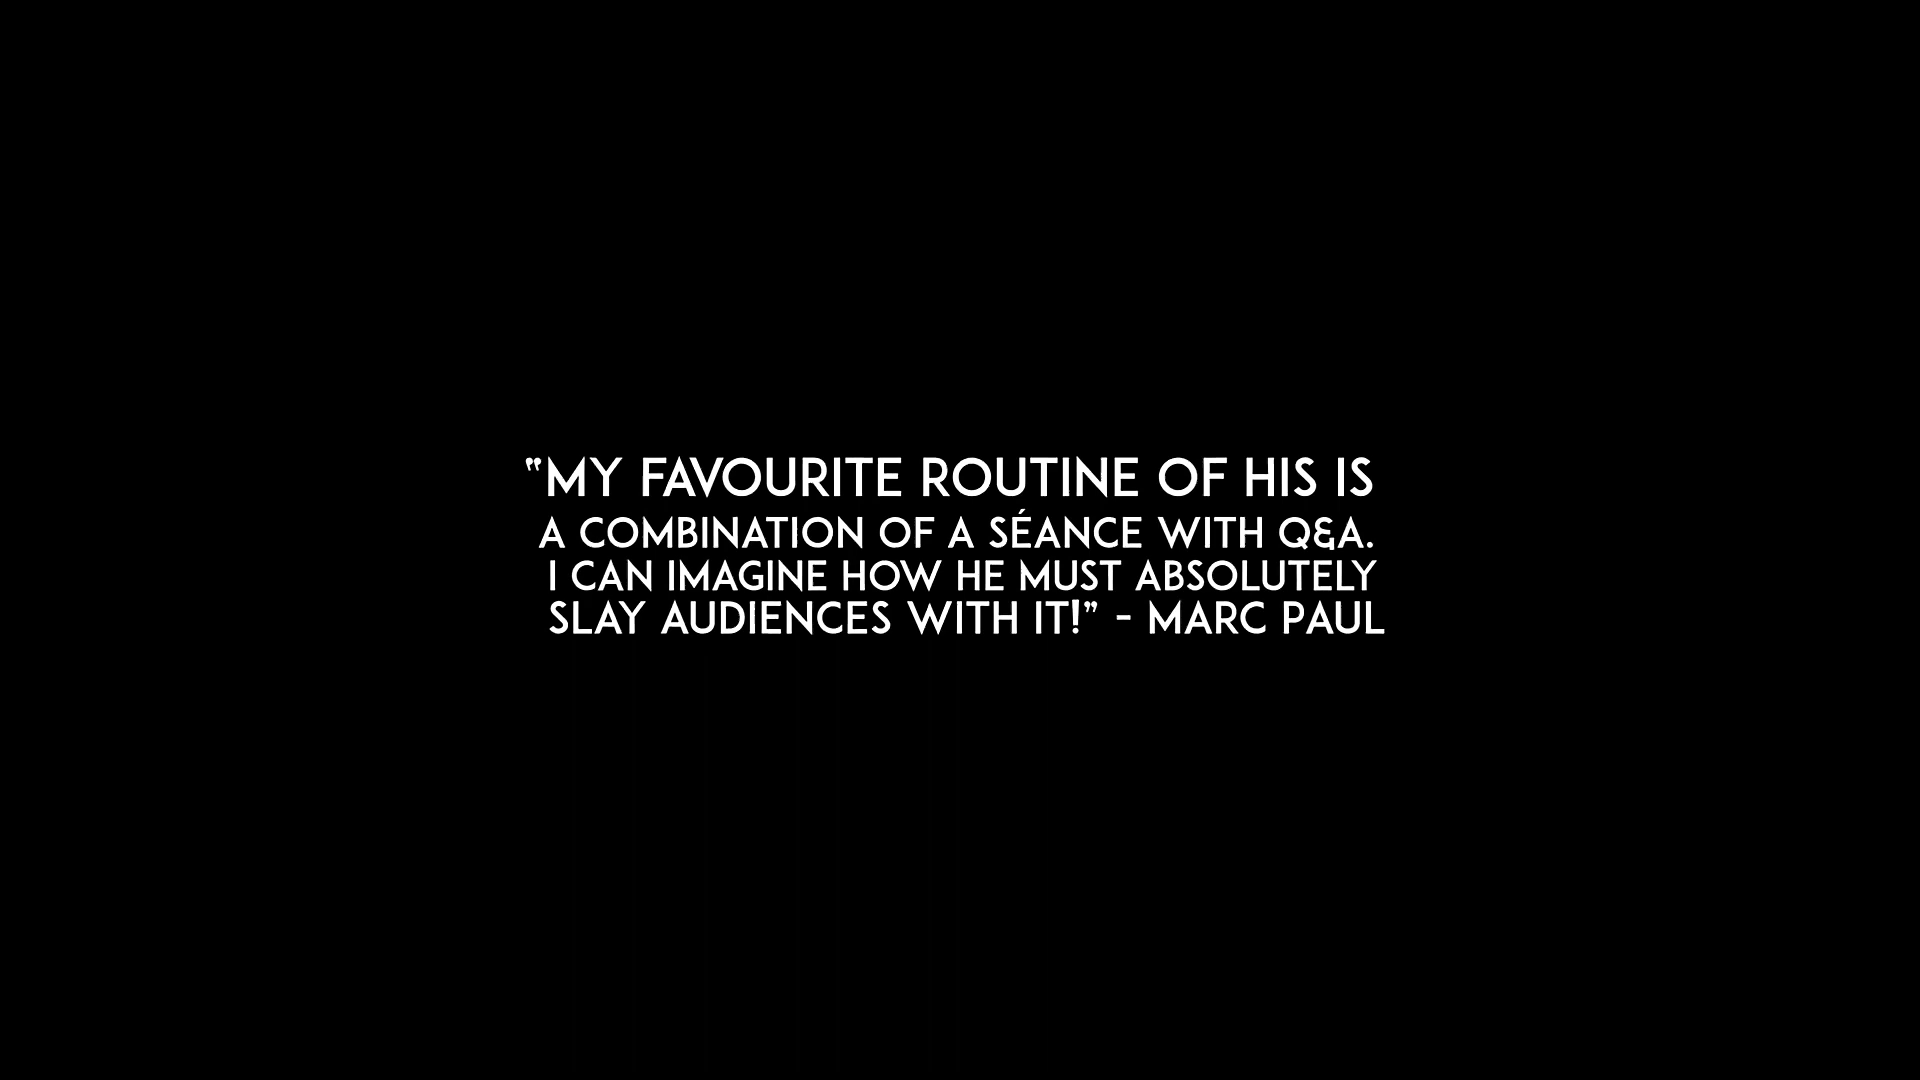 "MY FAVOURITE ROUTINE OF HIS IS
A COMBINATION OF A SÉANCE WITH Q&A.
I CAN IMAGINE HOW HE MUST ABSOLUTELY
SLAY AUDIENCES WITH IT!" - MARC PAUL